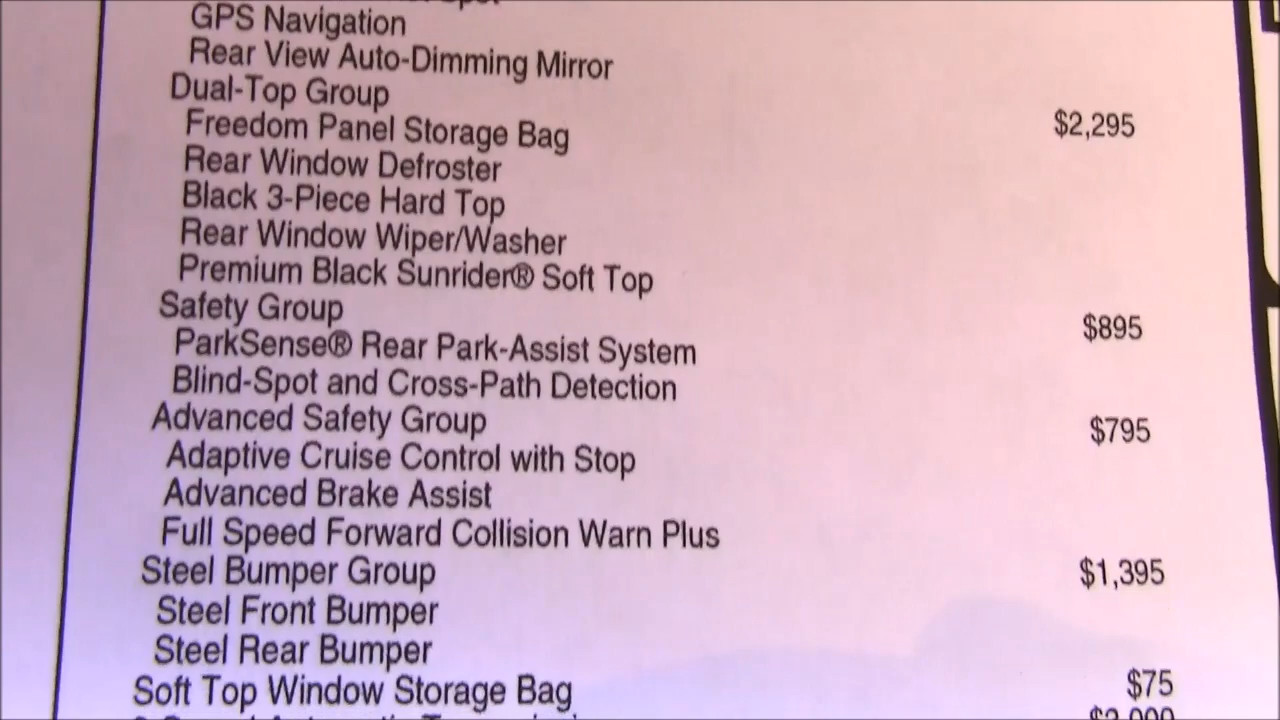 GPS Navigation
Rear View Auto-Dimming Mirror
Dual-Top Group $2,295
Freedom Panel Storage Bag
Rear Window Defroster
Black 3-Piece Hard Top
Rear Window Wiper/Washer
Premium Black Sunrider® Soft Top
Safety Group $895
ParkSense® Rear Park-Assist System
Blind-Spot and Cross-Path Detection
Advanced Safety Group $795
Adaptive Cruise Control with Stop
Advanced Brake Assist
Full Speed Forward Collision Warn Plus
Steel Bumper Group $1,395
Steel Front Bumper
Steel Rear Bumper
Soft Top Window Storage Bag $75
$2,000